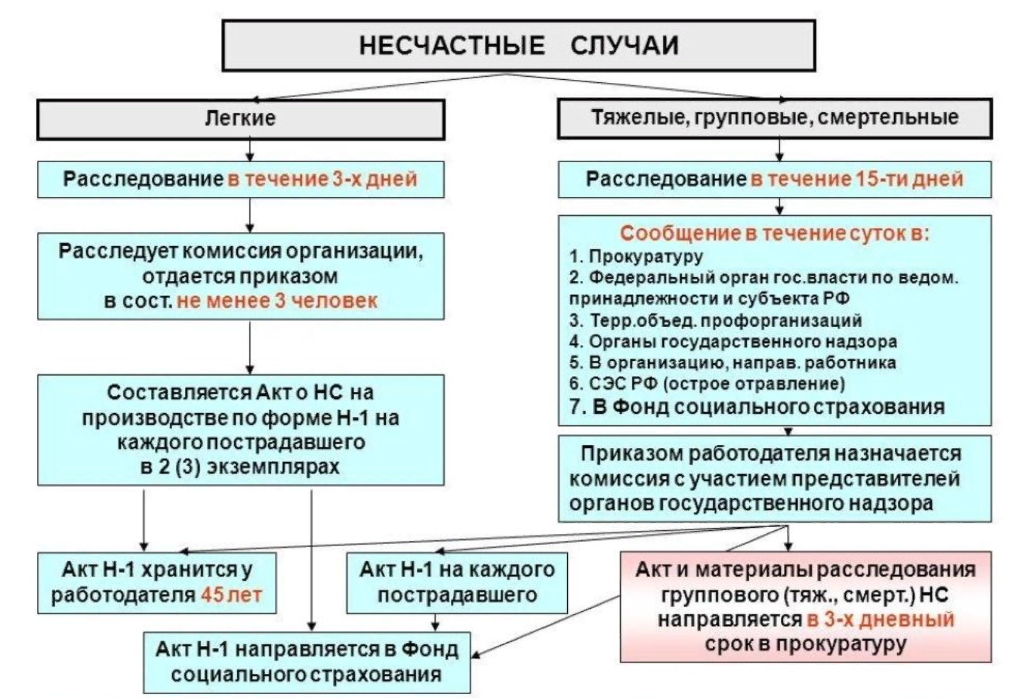 НЕСЧАСТНЫЕ СЛУЧАИ
Легкие
Расследование в течение 3-х дней
Расследует комиссия организации,
отдается приказом
в сост. не менее 3 человек
Составляется Акт о НС на
производстве по форме Н-1 на
каждого пострадавшего
в 2 (3) экземплярах
Тяжелые, групповые, смертельные
Расследование в течение 15-ти дней
Сообщение в течение суток в:
1. Прокуратуру
2. Федеральный орган гос.власти по ведом.
принадлежности и субъекта РФ
3. Терр.объед. профорганизаций
4. Органы государственного надзора
5. В организацию, направ. работника
6. СЭС РФ (острое отравление)
7. В Фонд социального страхования
Приказом работодателя назначается
комиссия с участием представителей
органов государственного надзора
Акт Н-1 хранится у
работодателя 45 лет
Акт Н-1 на каждого
пострадавшего
Акт и материалы расследования
группового (тяж., смерт.) НС
направляется в 3-х дневный
срок в прокуратуру
Акт Н-1 направляется в Фонд
социального страхования